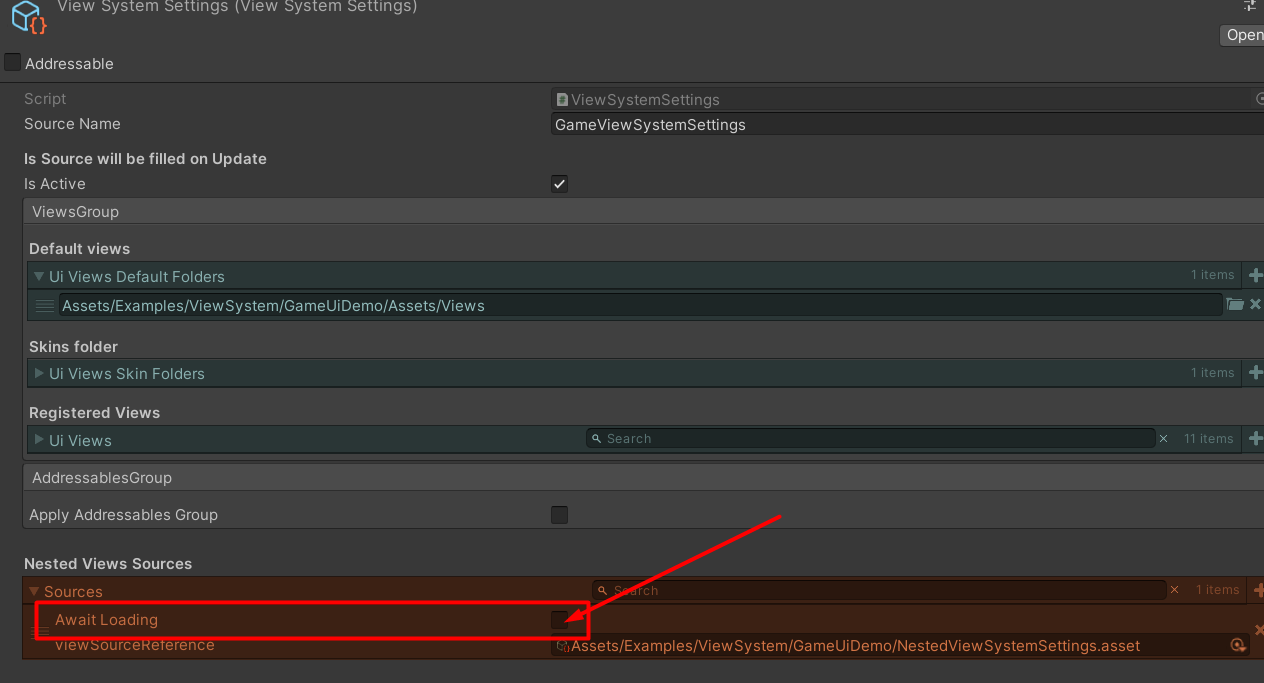 View System Settings (View System Settings)
Open
Addressable
Script ViewSystemSettings
Source Name GameViewSystemSettings
Is Source will be filled on Update
Is Active
ViewsGroup
Default views
Ui Views Default Folders 1 items
Assets/Examples/ViewSystem/GameUiDemo/Assets/Views
Skins folder
Ui Views Skin Folders 1 items
Registered Views
Ui Views Search 11 items
AddressablesGroup
Apply Addressables Group
Nested Views Sources
Sources Search 1 items
Await Loading
ViewSourceReference Assets/Examples/ViewSystem/GameUiDemo/NestedViewSystemSettings.asset